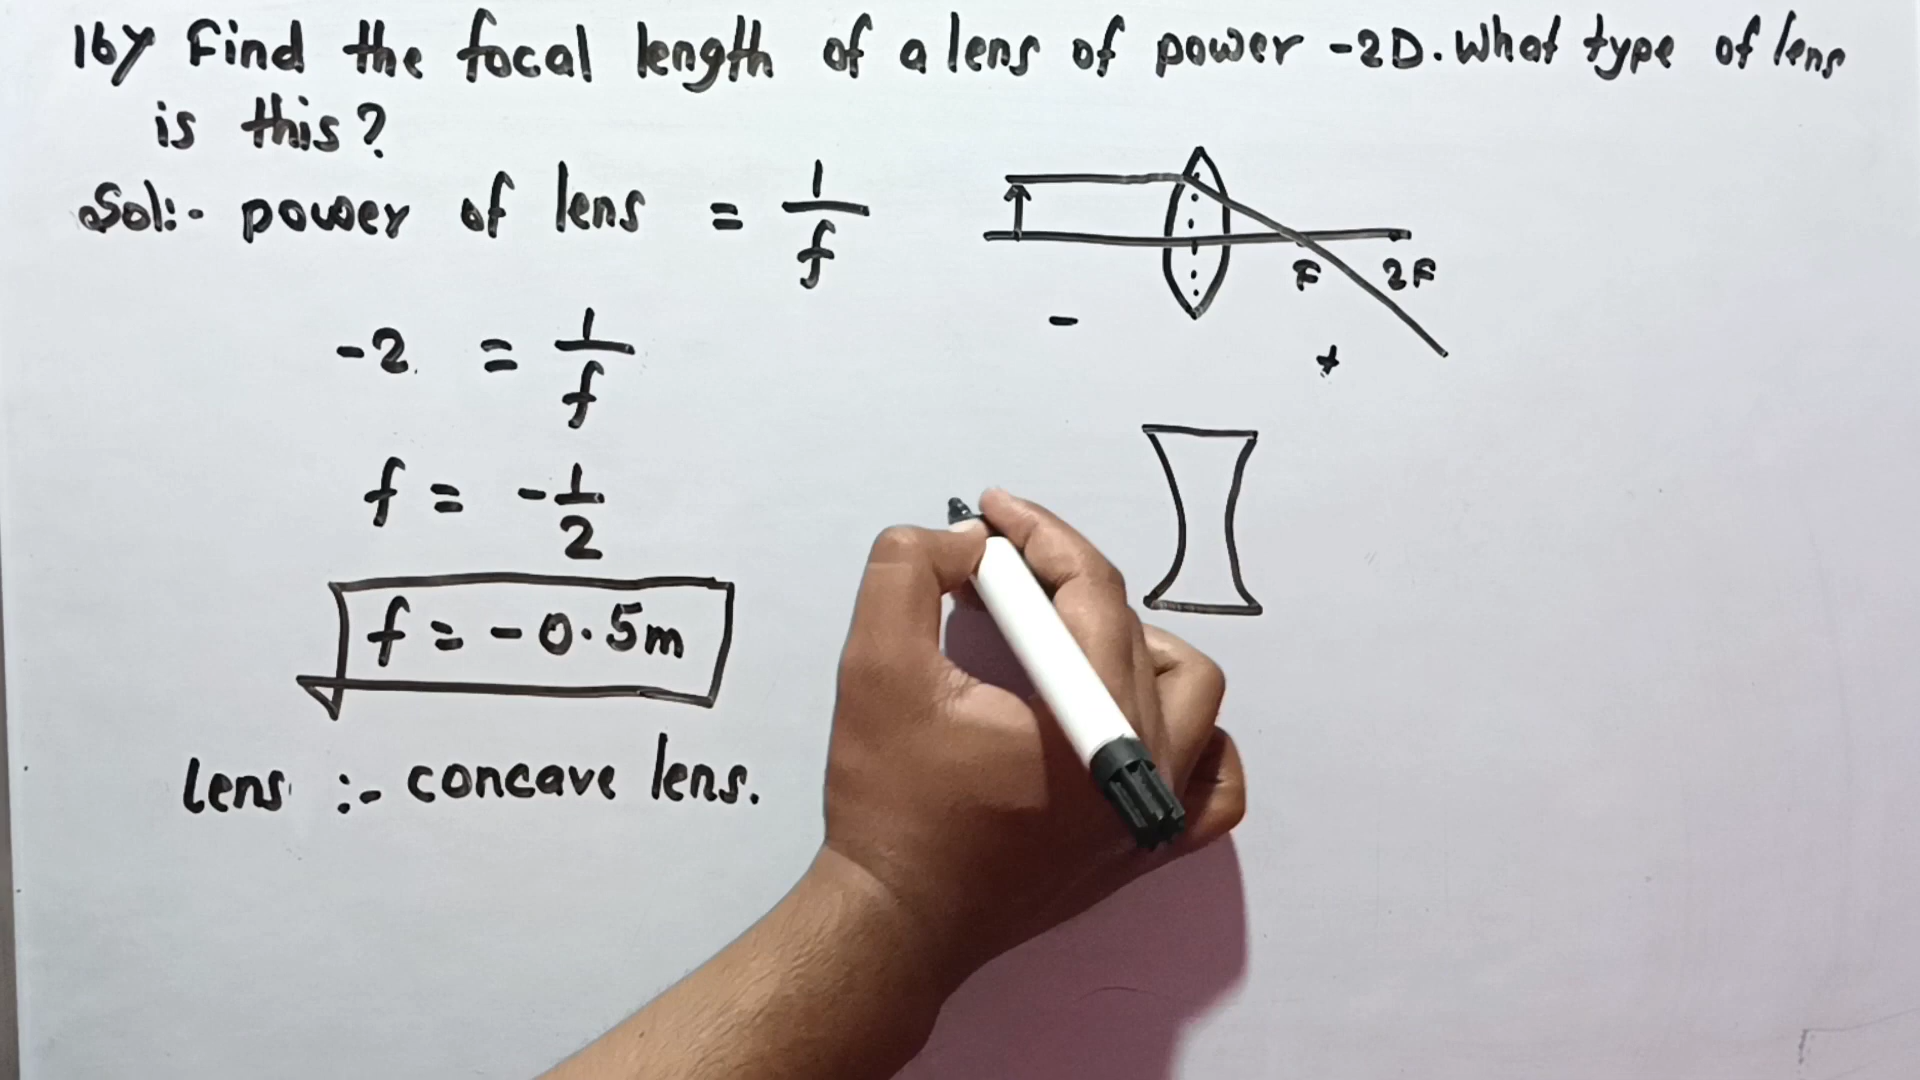 16) Find the focal length of a lens of power -2D. What type of lens
is this?
Sol:- power of lens = 1/f
-2 = 1/f
f = -1/2
f = -0.5m
Lens :- concave lens.
F 2F
- +